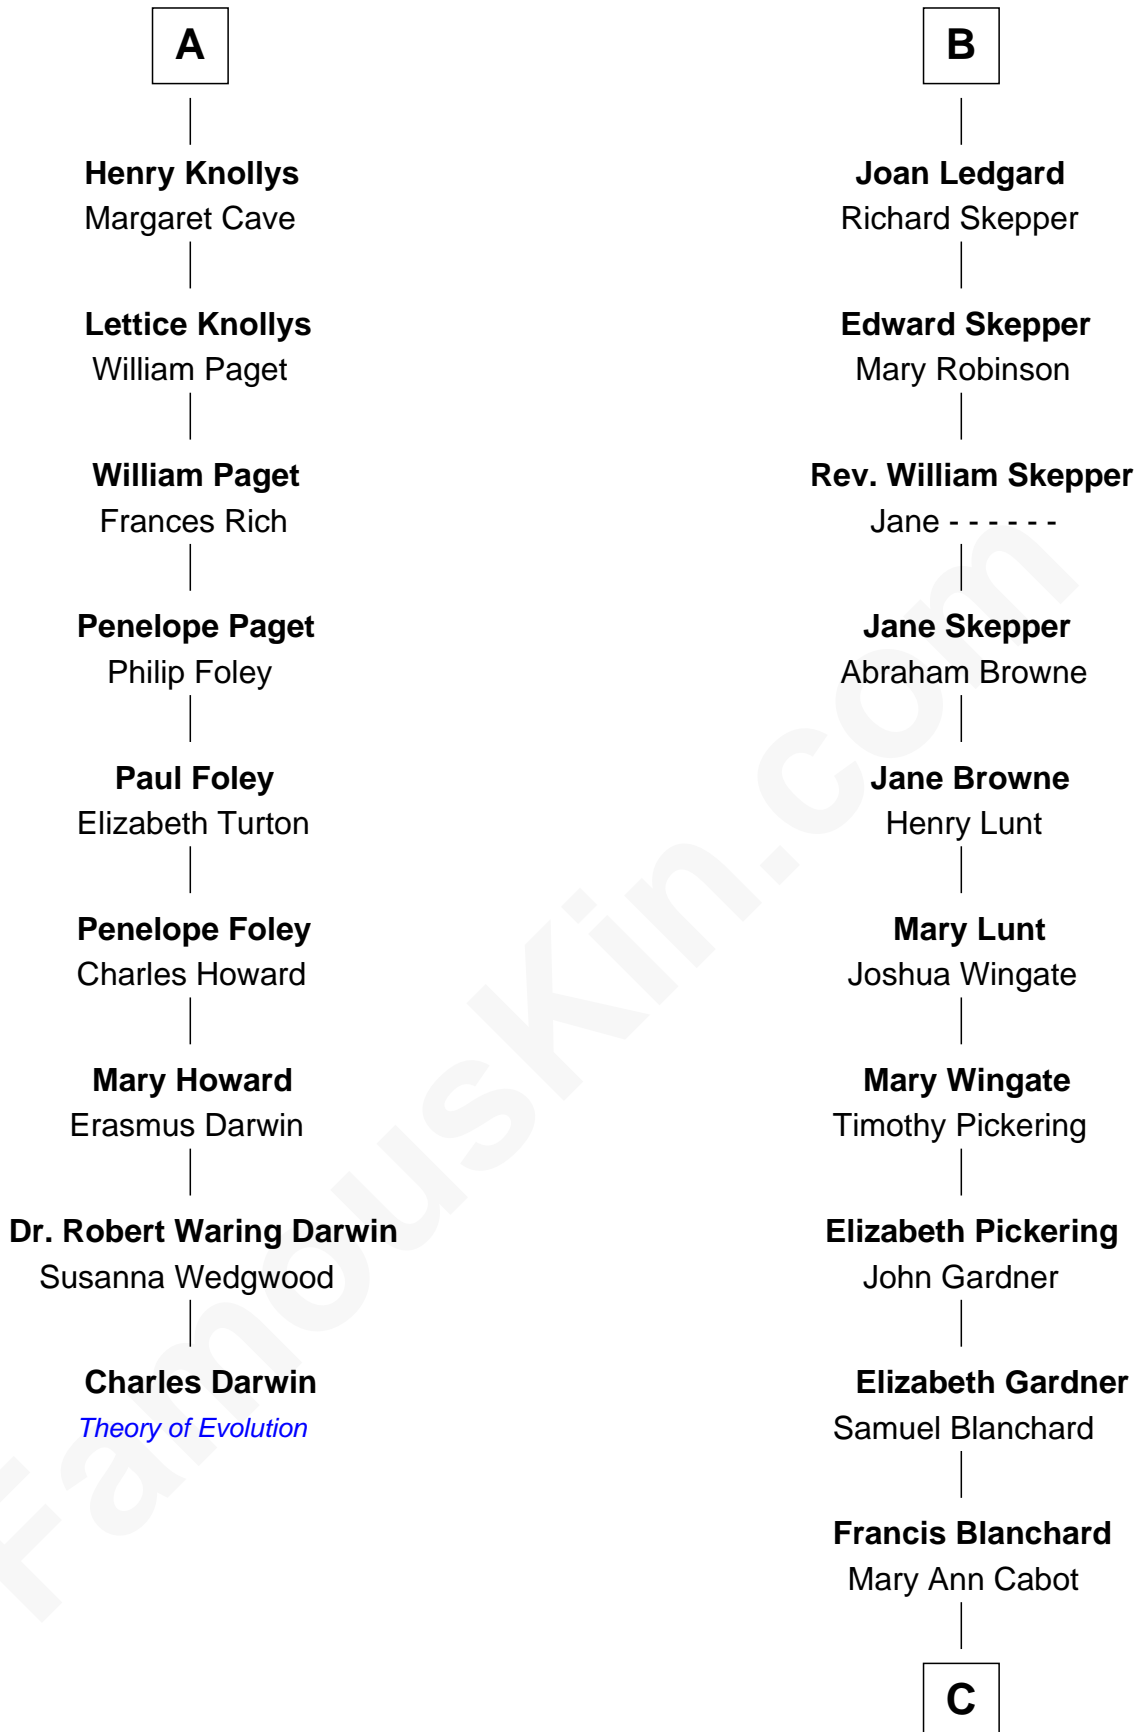 A
Henry Knollys
Margaret Cave
Lettice Knollys
William Paget
William Paget
Frances Rich
Penelope Paget
Philip Foley
Paul Foley
Elizabeth Turton
Penelope Foley
Charles Howard
Mary Howard
Erasmus Darwin
Dr. Robert Waring Darwin
Susanna Wedgwood
Charles Darwin
Theory of Evolution
B
Joan Ledgard
Richard Skepper
Edward Skepper
Mary Robinson
Rev. William Skepper
Jane - - - - - -
Jane Skepper
Abraham Browne
Jane Browne
Henry Lunt
Mary Lunt
Joshua Wingate
Mary Wingate
Timothy Pickering
Elizabeth Pickering
John Gardner
Elizabeth Gardner
Samuel Blanchard
Francis Blanchard
Mary Ann Cabot
C
FamousKin.com